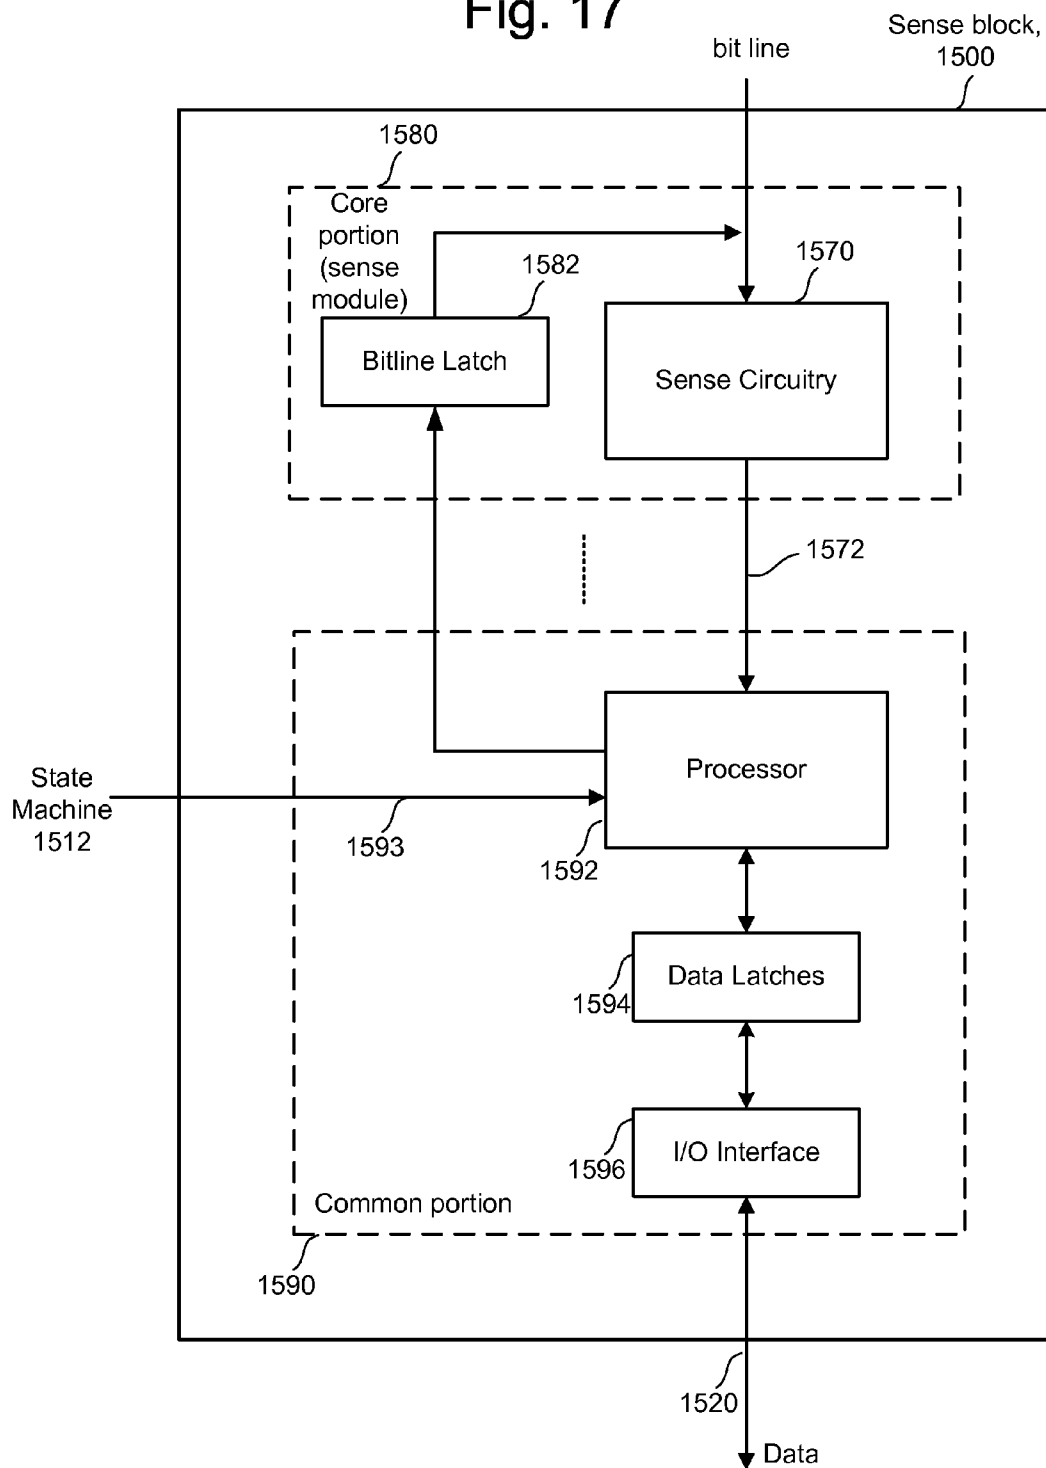 Fig. 17
Sense block,
1500
bit line
1580
Core
portion
(sense
module)
1582
1570
Bitline Latch
Sense Circuitry
1572
State
Machine
1512
1593
Processor
1592
Data Latches
1594
I/O Interface
1596
Common portion
1590
1520
Data